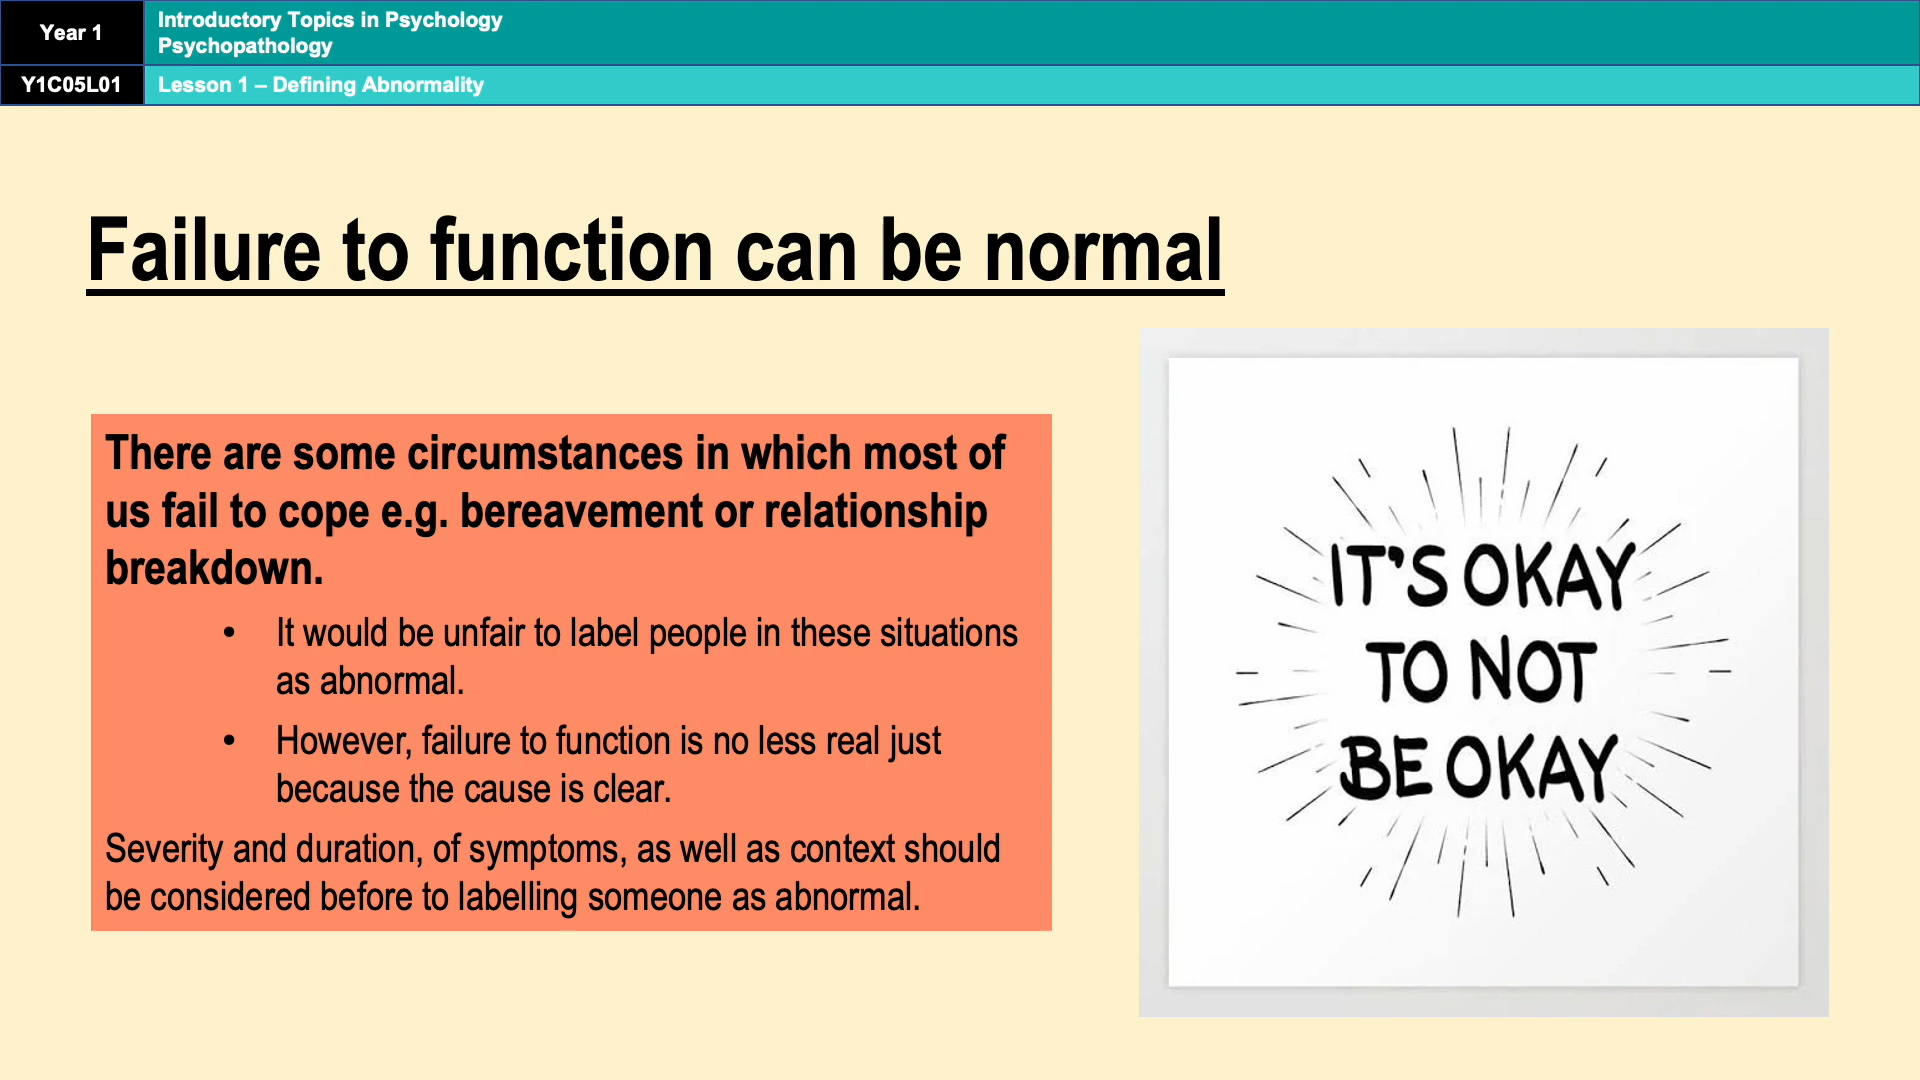 Year 1
Introductory Topics in Psychology
Psychopathology
Y1C05L01
Lesson 1 – Defining Abnormality
Failure to function can be normal
There are some circumstances in which most of
us fail to cope e.g. bereavement or relationship
breakdown.
• It would be unfair to label people in these situations
as abnormal.
• However, failure to function is no less real just
because the cause is clear.
Severity and duration, of symptoms, as well as context should
be considered before to labelling someone as abnormal.
IT'S OKAY
TO NOT
BE OKAY